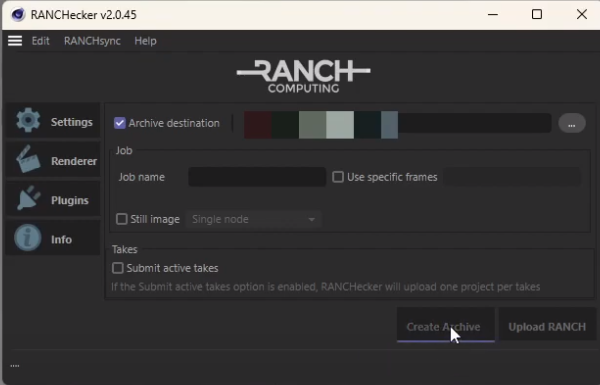 RANCHecker v2.0.45
Edit RANCHsync Help
RANCH
COMPUTING
Settings
Archive destination
...
Renderer
Job
Job name
Use specific frames
Plugins
Still image
Single node
Info
Takes
Submit active takes
If the Submit active takes option is enabled, RANCHecker will upload one project per takes
Create Archive
Upload RANCH
....